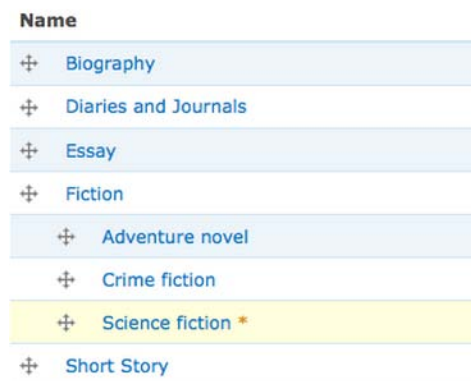 Name
Biography
Diaries and Journals
Essay
Fiction
Adventure novel
Crime fiction
Science fiction *
Short Story